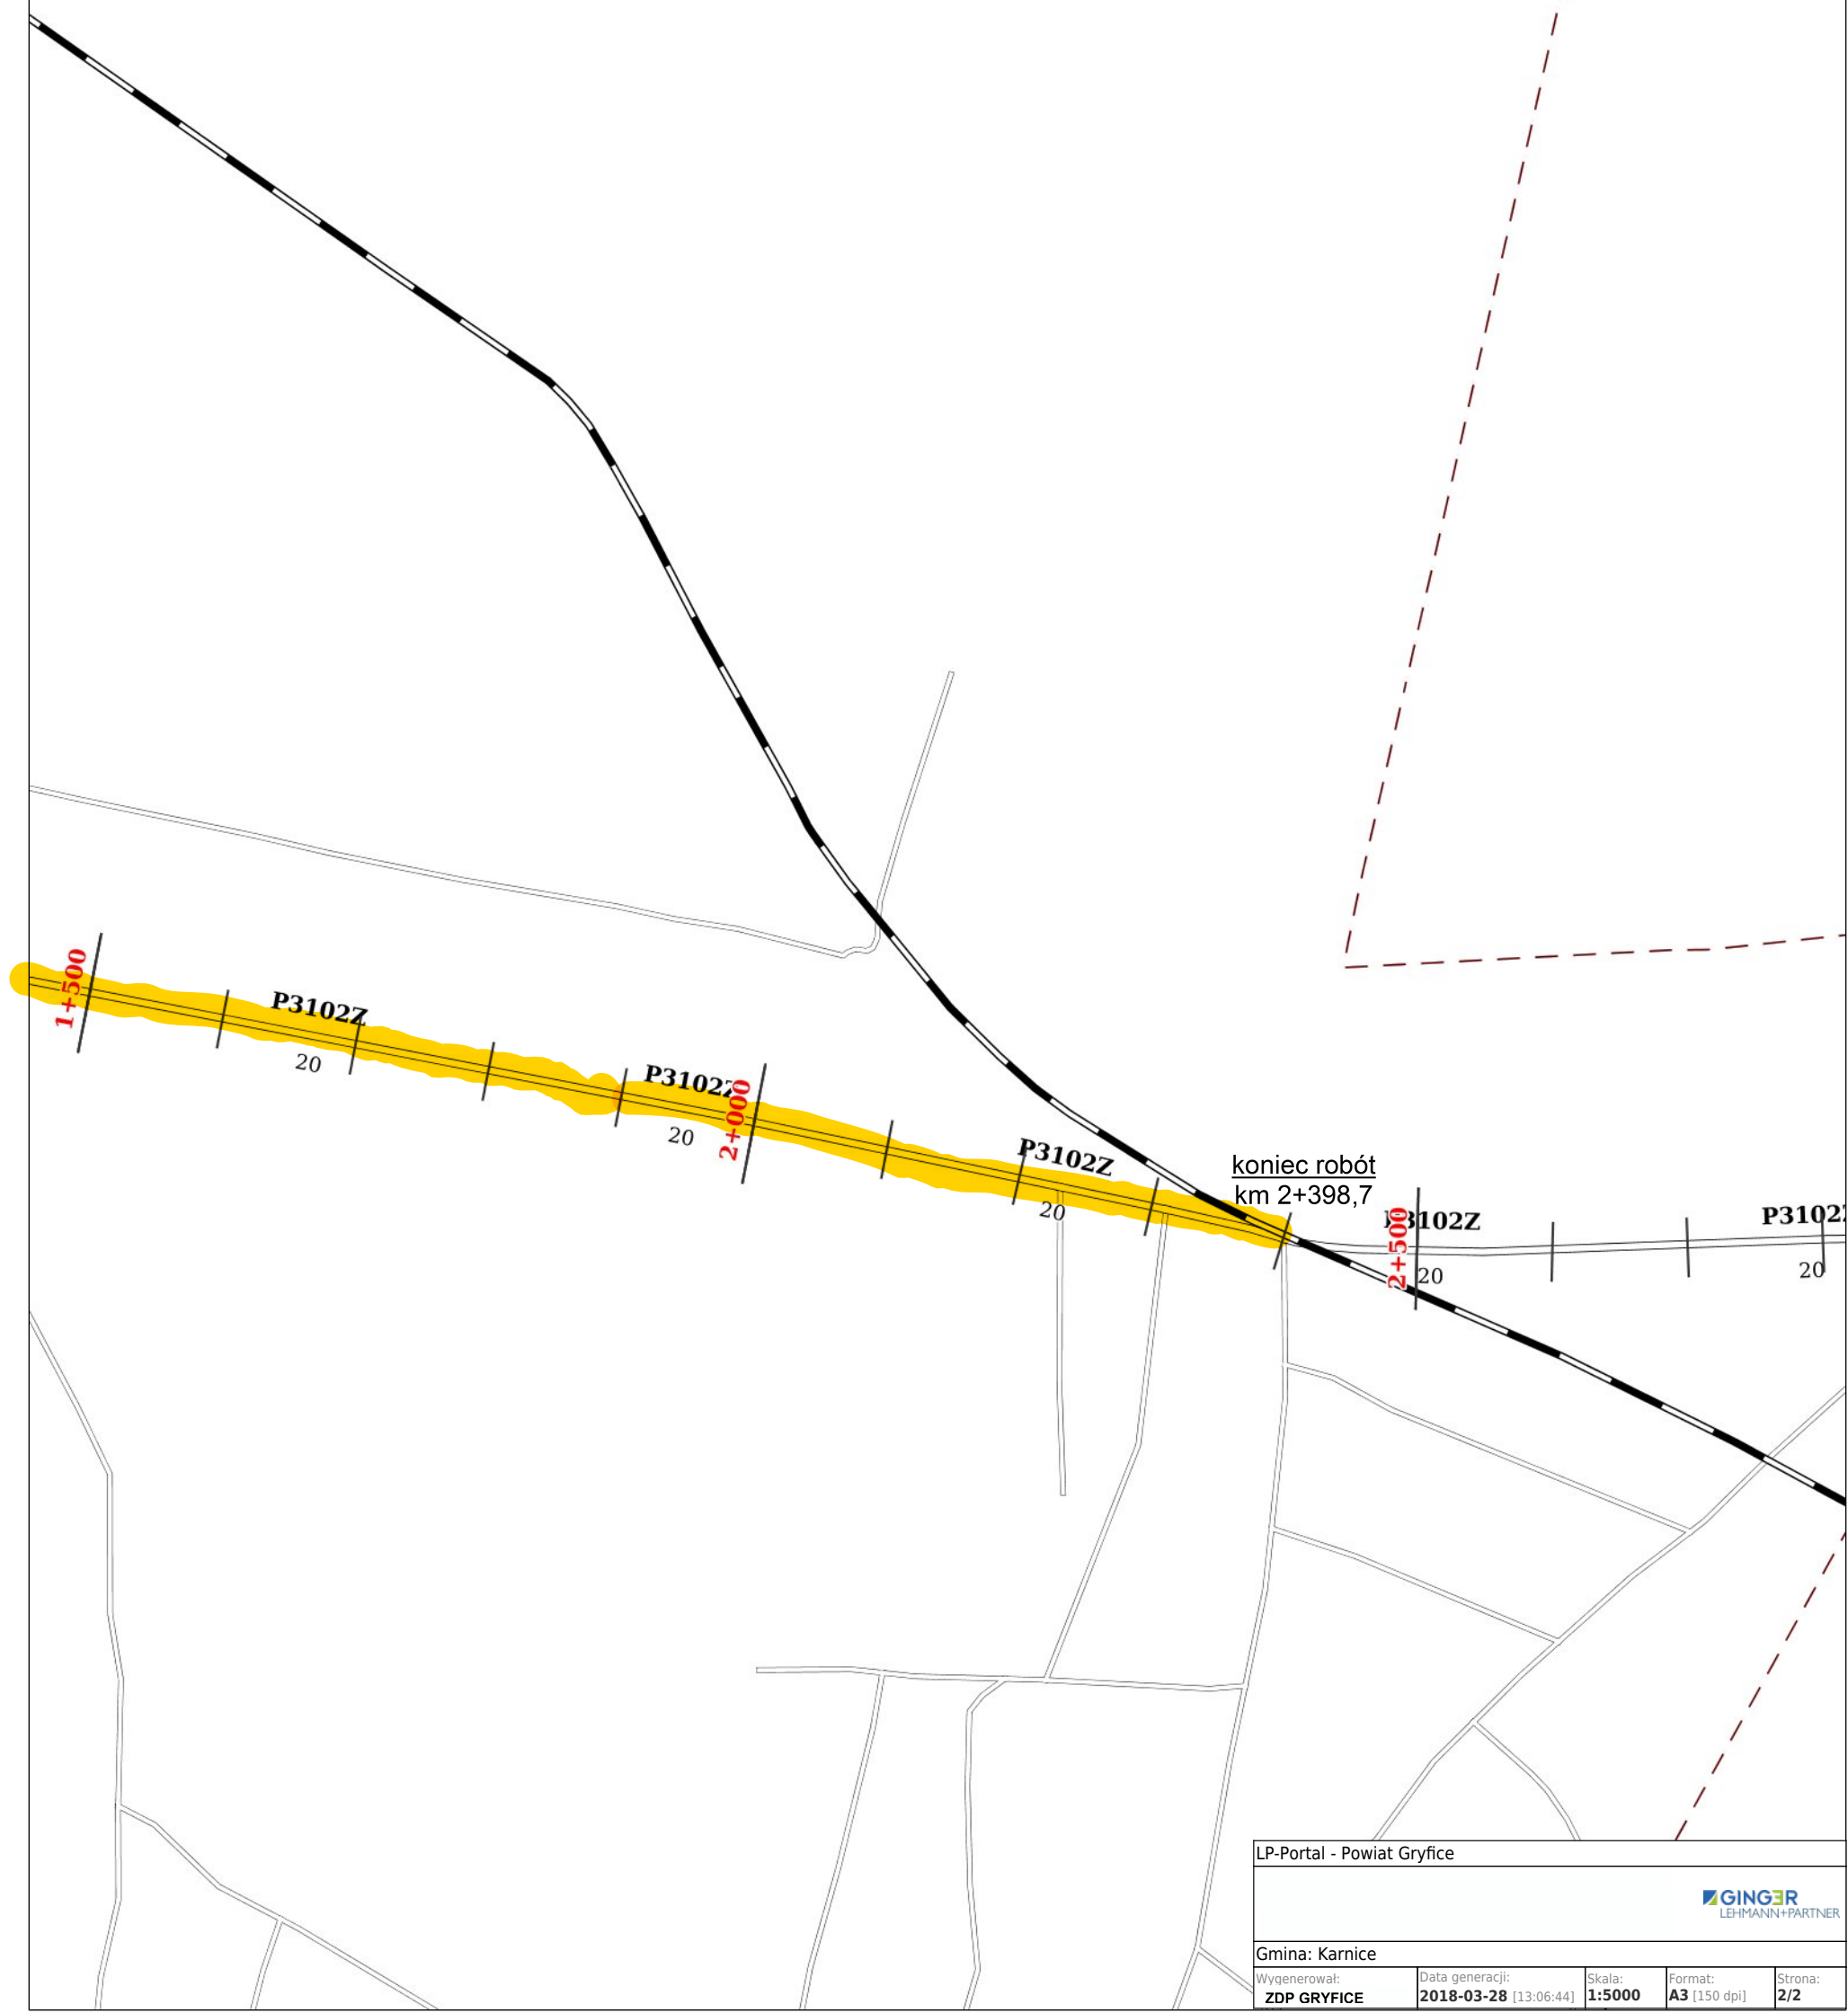 1+500
P3102Z
20
P3102Z
2+000
20
P3102Z
20
koniec robót
km 2+398,7
P3102Z
2+500
20
P3102Z
20
LP-Portal - Powiat Gryfice
GINGER
LEHMANN+PARTNER
Gmina: Karnice
Wygenerował: Data generacji: Skala: Format: Strona:
ZDP GRYFICE 2018-03-28 [13:06:44] 1:5000 A3 [150 dpi] 2/2